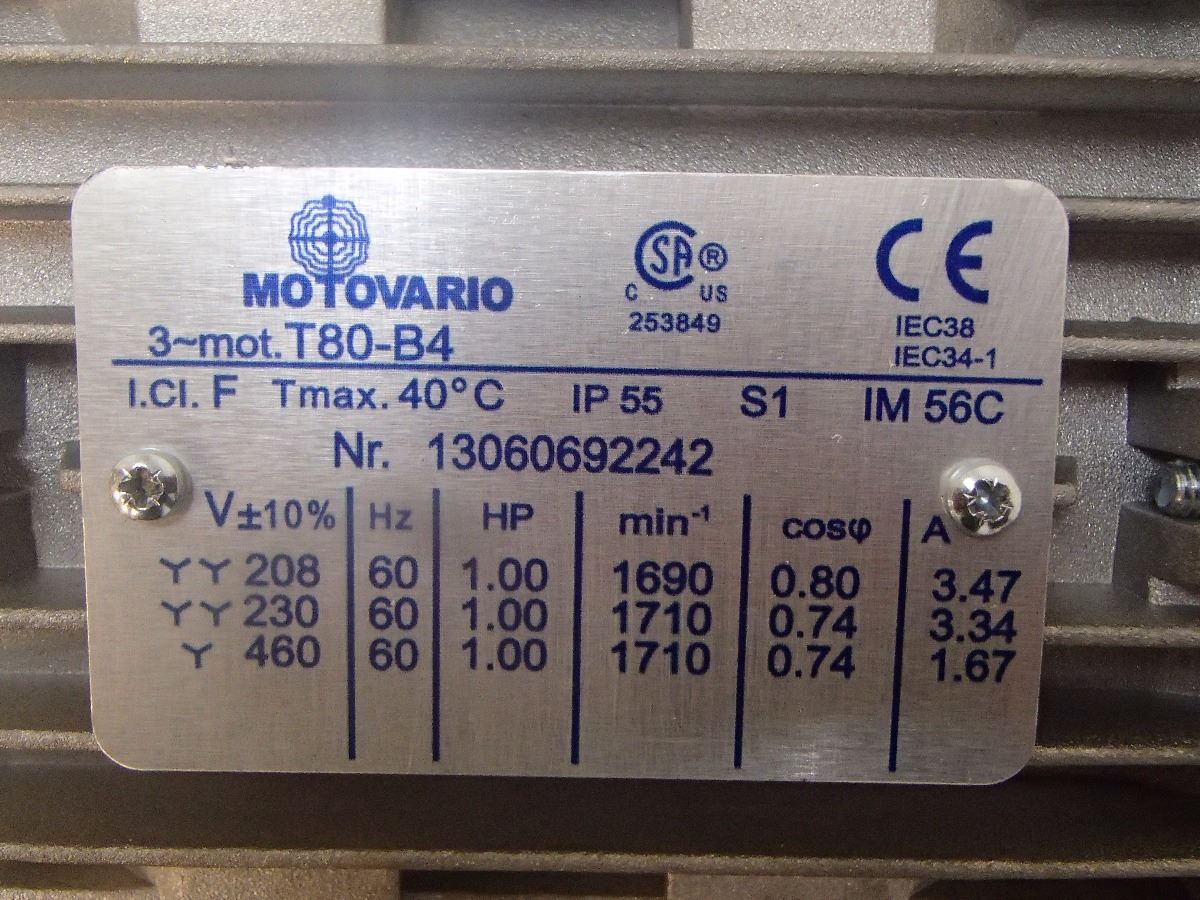 MOTOVARIO
3~mot. T80-B4
SA ®
C US
253849
CE
IEC38
IEC34-1
I.Cl. F Tmax. 40°C IP 55 S1 IM 56C
Nr. 13060692242
V±10% Hz HP min-1 cosφ A
YY 208 60 1.00 1690 0.80 3.47
YY 230 60 1.00 1710 0.74 3.34
Y 460 60 1.00 1710 0.74 1.67